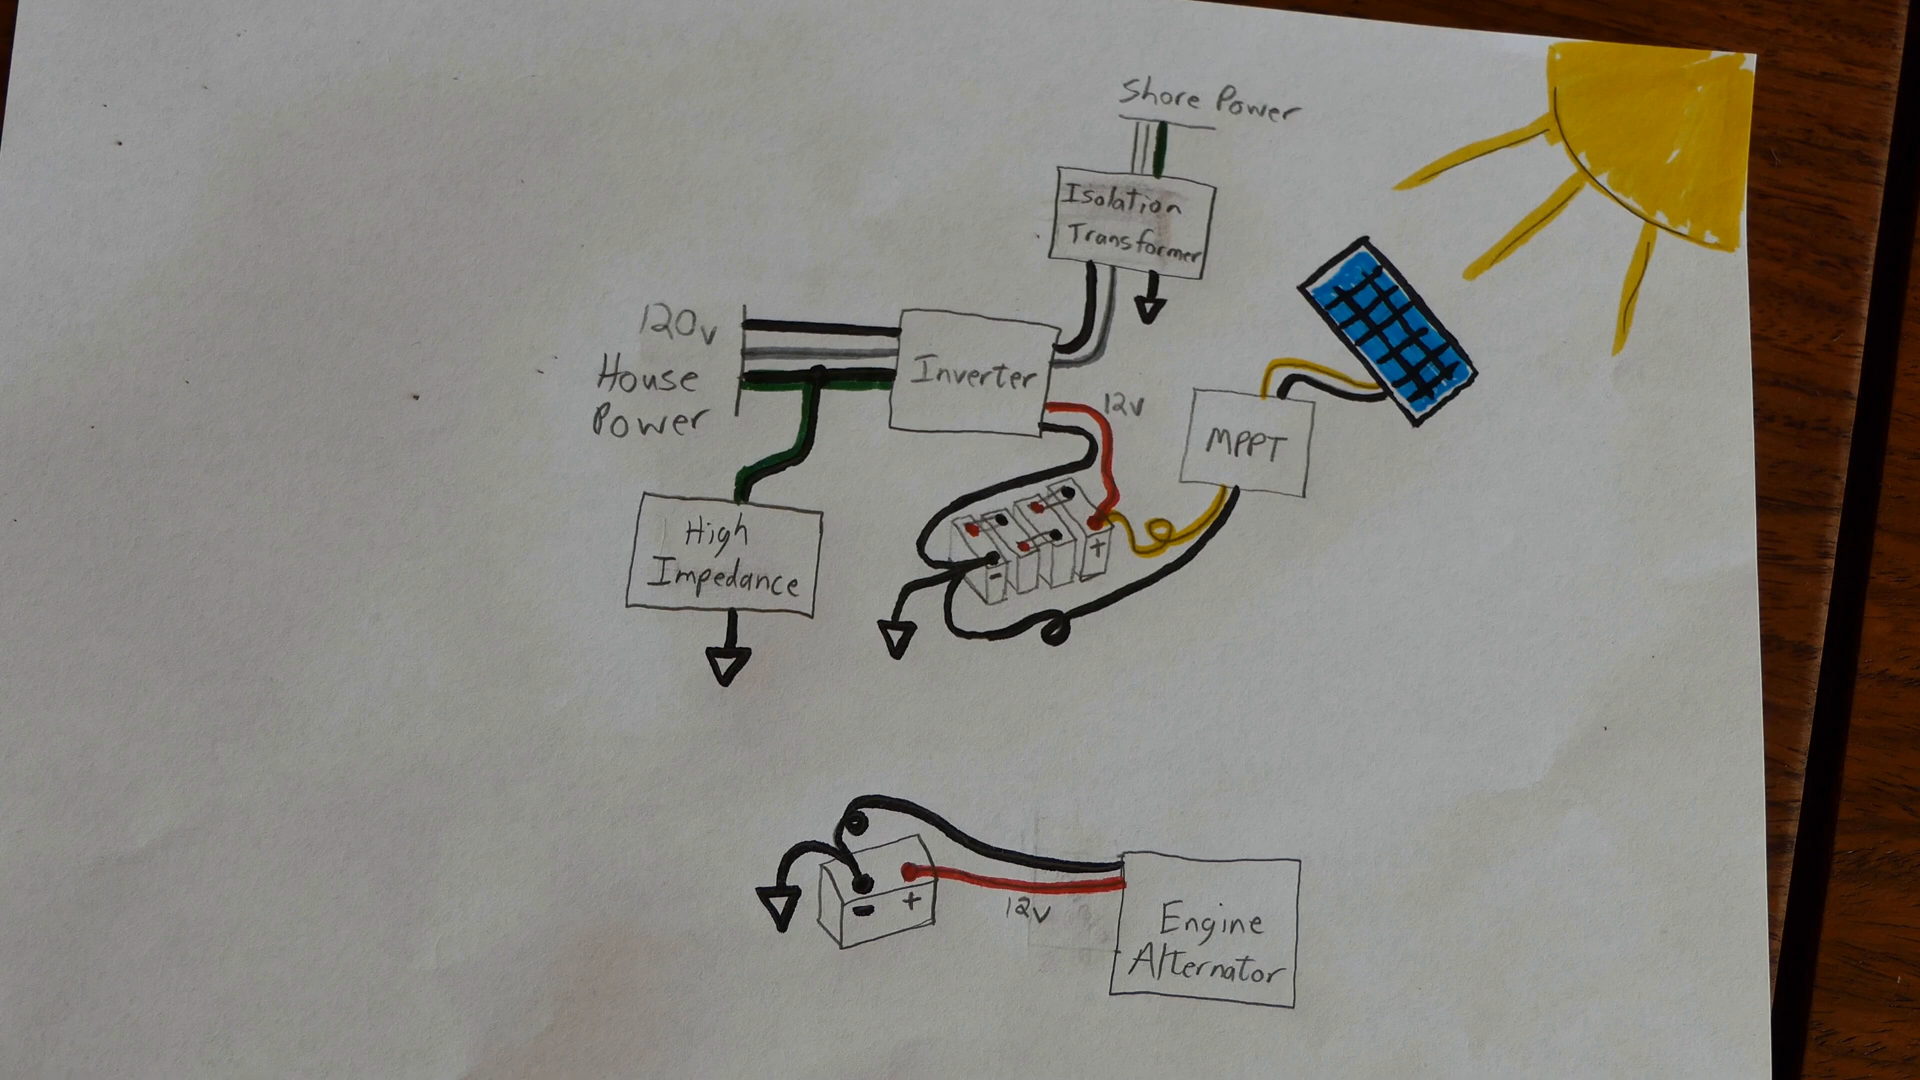 Shore Power
Isolation
Transformer
120v
House
Power
Inverter
12v
MPPT
High
Impedance
- +
- +
12v
Engine
Alternator